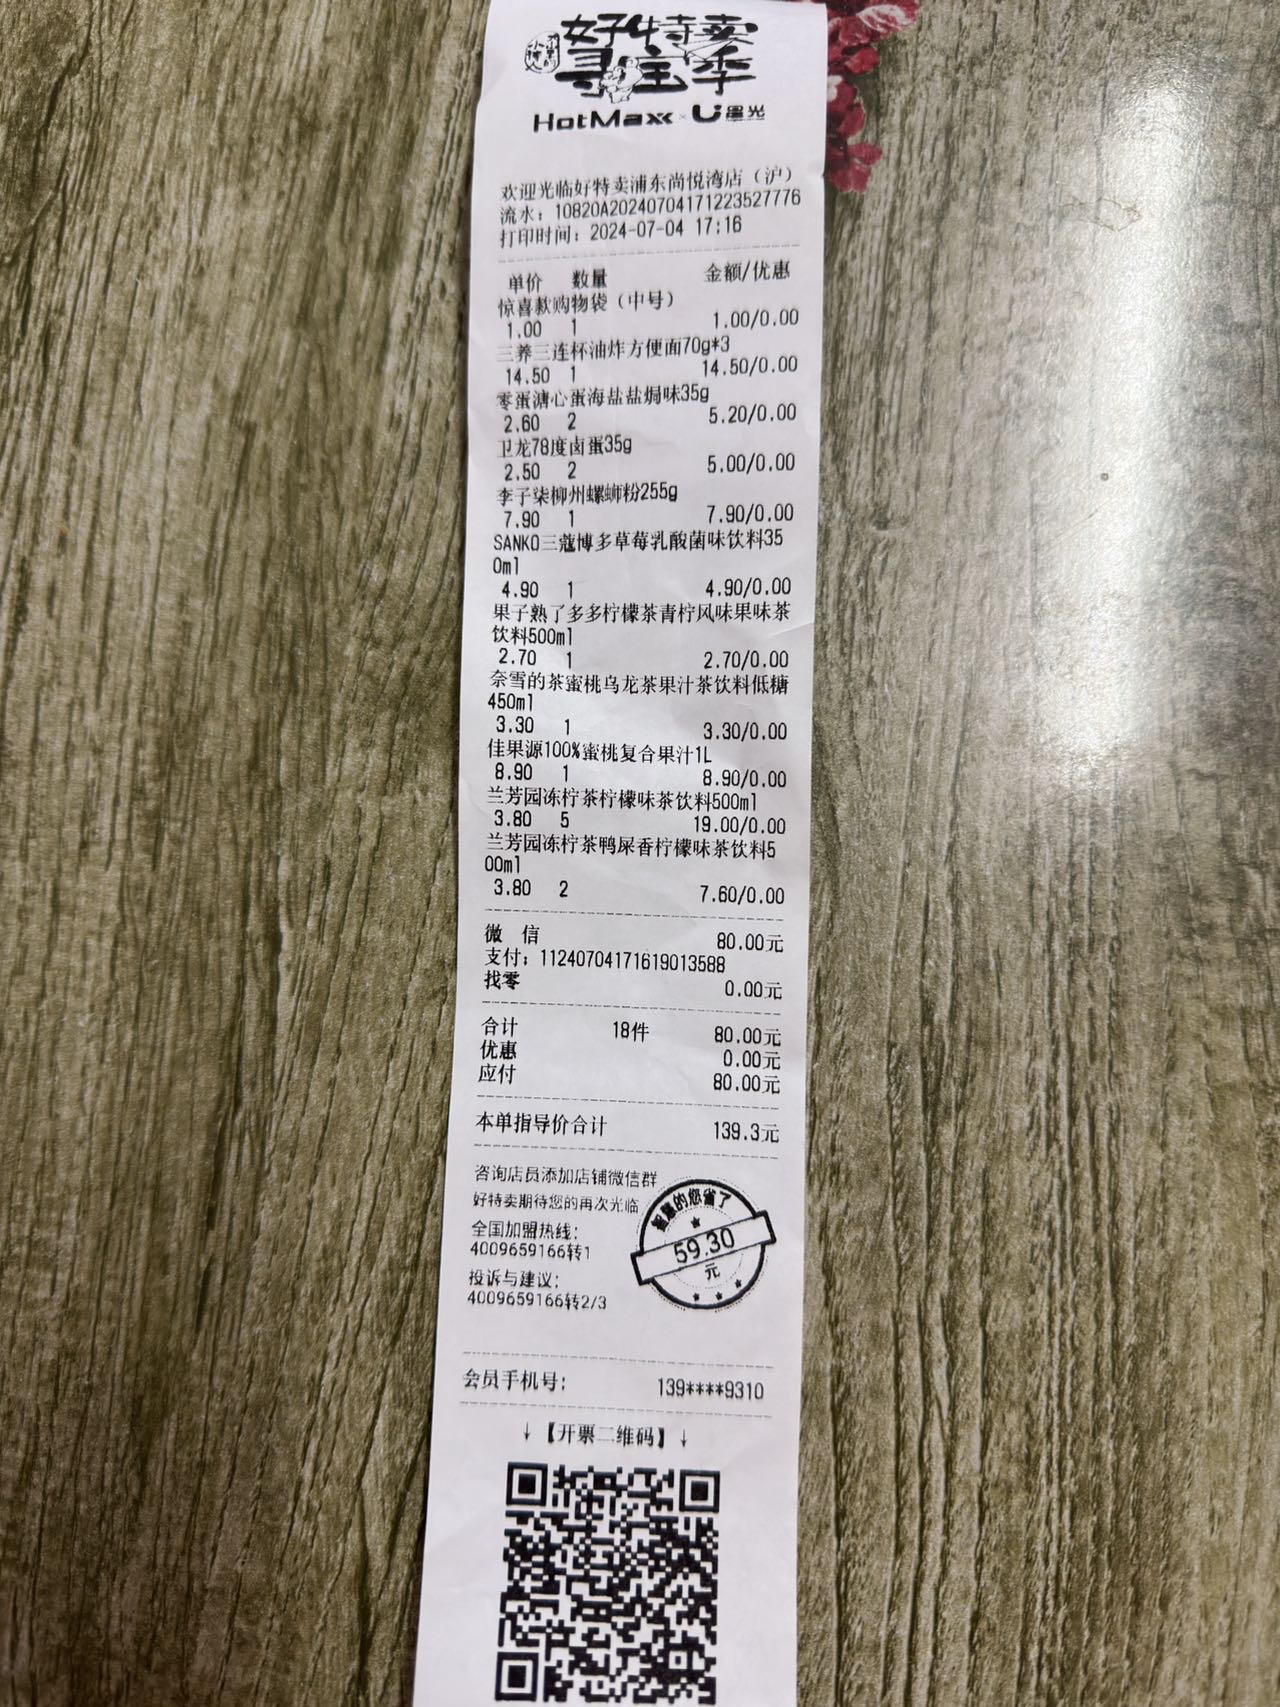 好特卖
寻宝季
HotMaxx × U星光
欢迎光临好特卖浦东尚悦湾店（沪）
流水：10820A20240704171223527776
打印时间：2024-07-04 17:16
单价 数量 金额/优惠
惊喜款购物袋（中号）
1.00 1 1.00/0.00
三养三连杯油炸方便面70g*3
14.50 1 14.50/0.00
零蛋溏心蛋海盐盐焗味35g
2.60 2 5.20/0.00
卫龙78度卤蛋35g
2.50 2 5.00/0.00
李子柒柳州螺蛳粉255g
7.90 1 7.90/0.00
SANKO三蔻博多草莓乳酸菌味饮料35
0ml
4.90 1 4.90/0.00
果子熟了多多柠檬茶青柠风味果味茶
饮料500ml
2.70 1 2.70/0.00
奈雪的茶蜜桃乌龙茶果汁茶饮料低糖
450ml
3.30 1 3.30/0.00
佳果源100%蜜桃复合果汁1L
8.90 1 8.90/0.00
兰芳园冻柠茶柠檬味茶饮料500ml
3.80 5 19.00/0.00
兰芳园冻柠茶鸭屎香柠檬味茶饮料5
00ml
3.80 2 7.60/0.00
微 信 80.00元
支付：11240704171619013588
找零 0.00元
合计 18件 80.00元
优惠 0.00元
应付 80.00元
本单指导价合计 139.3元
咨询店员添加店铺微信群
好特卖期待您的再次光临
全国加盟热线：
4009659166转1
投诉与建议：
4009659166转2/3
智慧的您省了
59.30
元
会员手机号： 139****9310
↓【开票二维码】↓